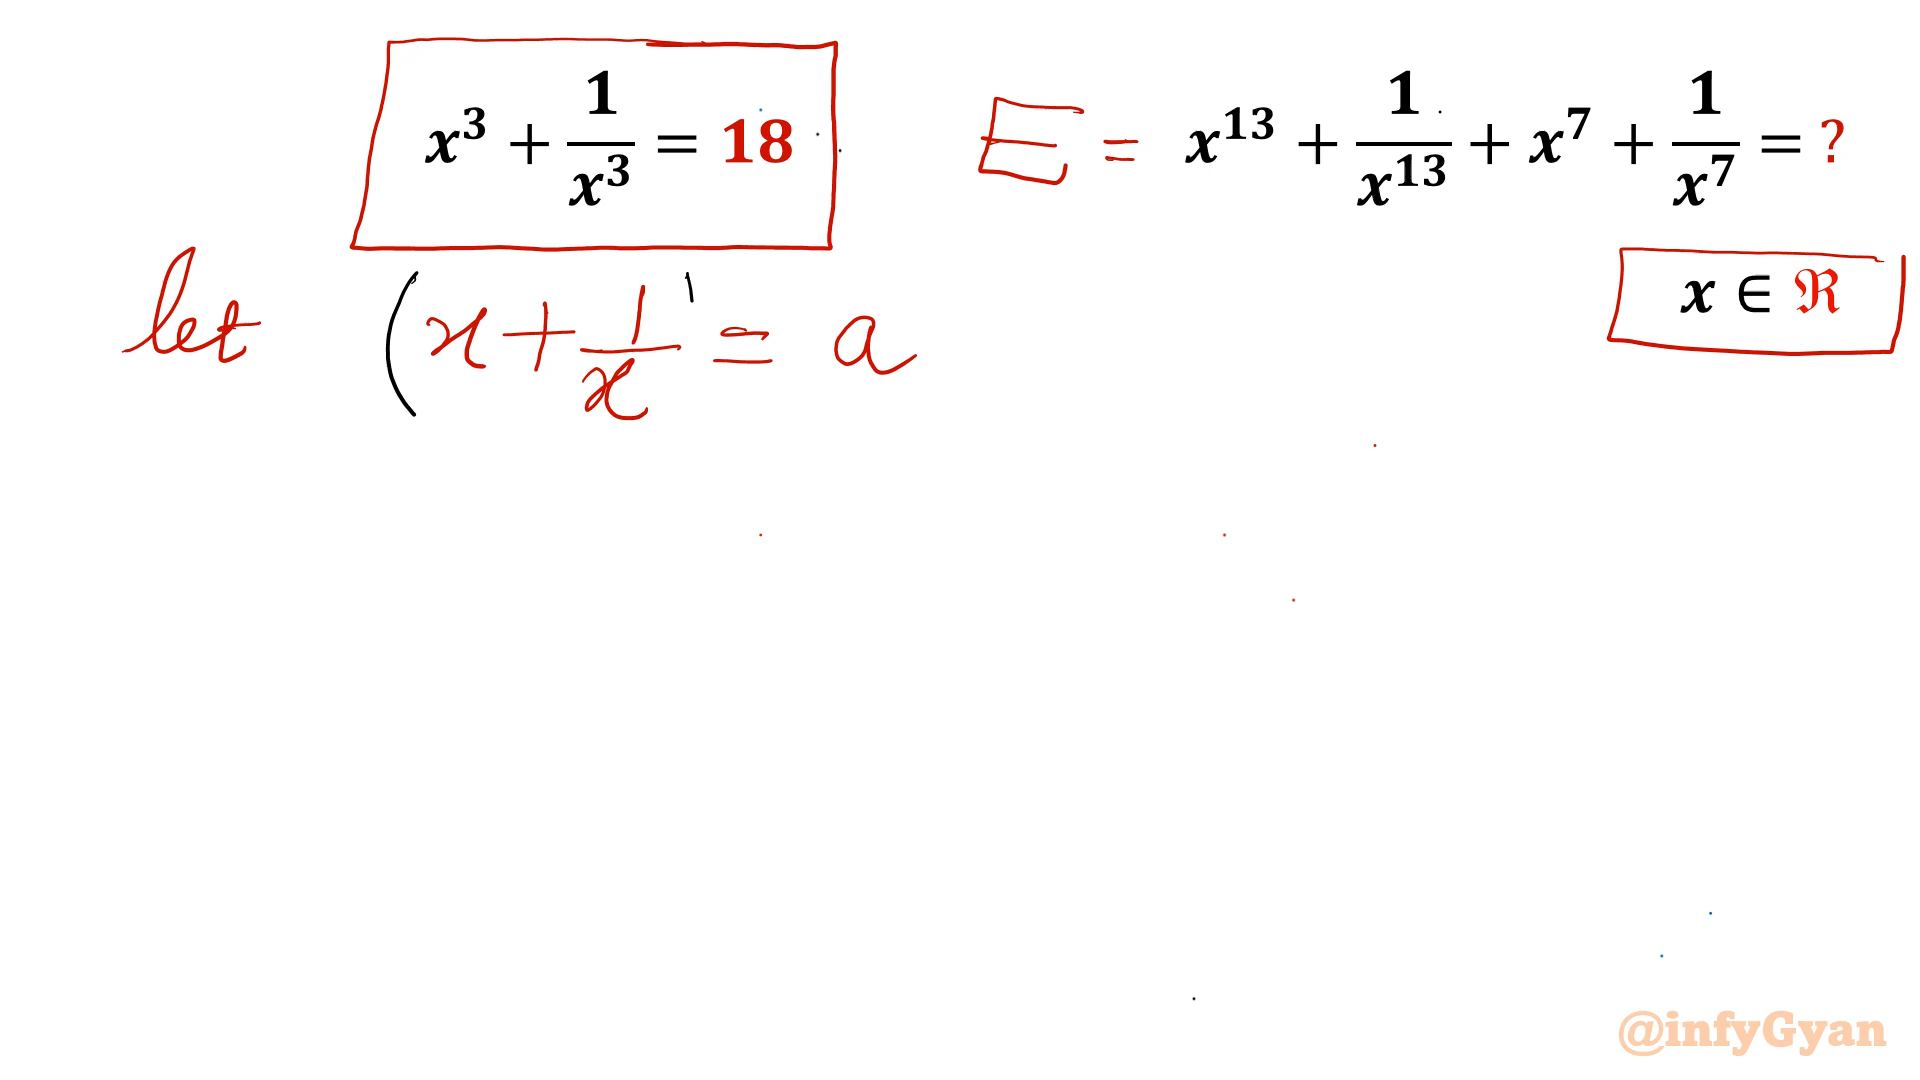 x³ + 1/x³ = 18
E = x¹³ + 1/x¹³ + x⁷ + 1/x⁷ = ?
x ∈ ℜ
let (x + 1/x = a
@infyGyan